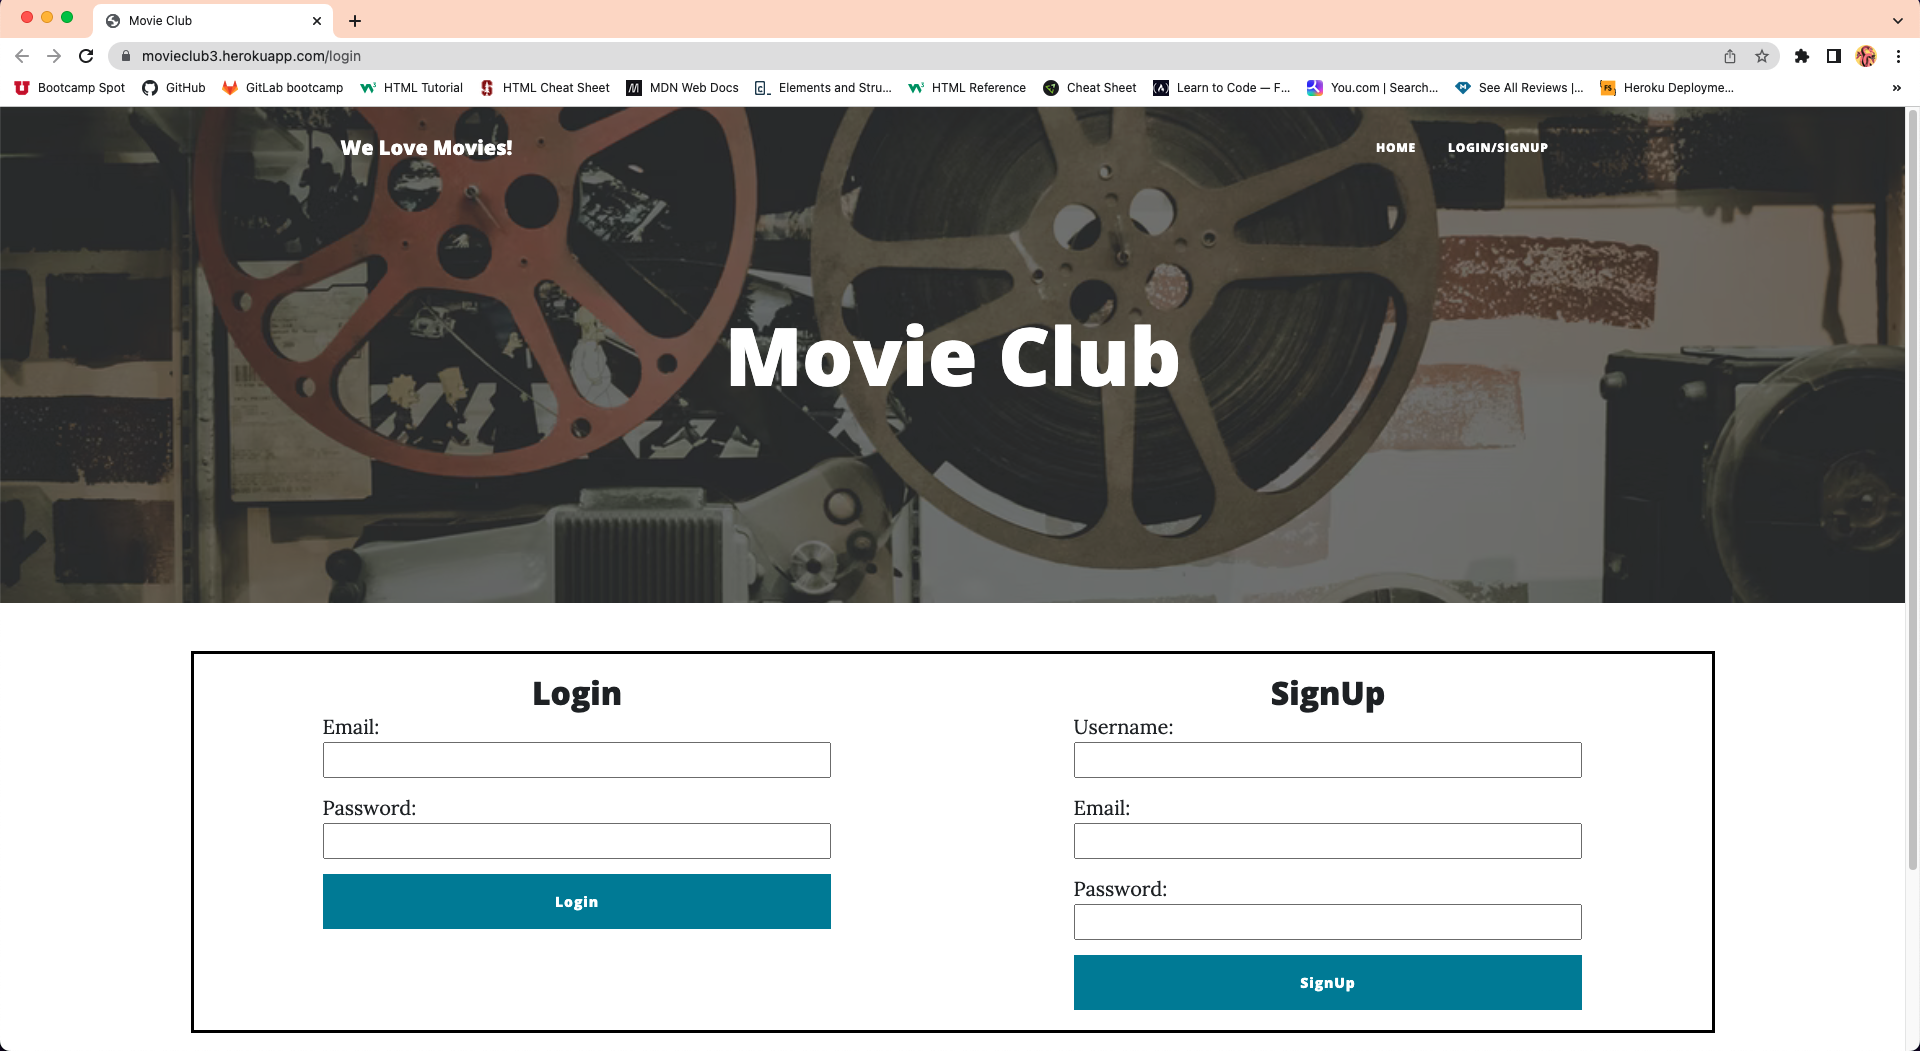 Movie Club
movieclub3.herokuapp.com/login
Bootcamp Spot GitHub GitLab bootcamp HTML Tutorial HTML Cheat Sheet MDN Web Docs Elements and Stru... HTML Reference Cheat Sheet Learn to Code — F... You.com | Search... See All Reviews |... Heroku Deployme... »
We Love Movies! HOME LOGIN/SIGNUP
Movie Club
Login
Email:
Password:
Login
SignUp
Username:
Email:
Password:
SignUp